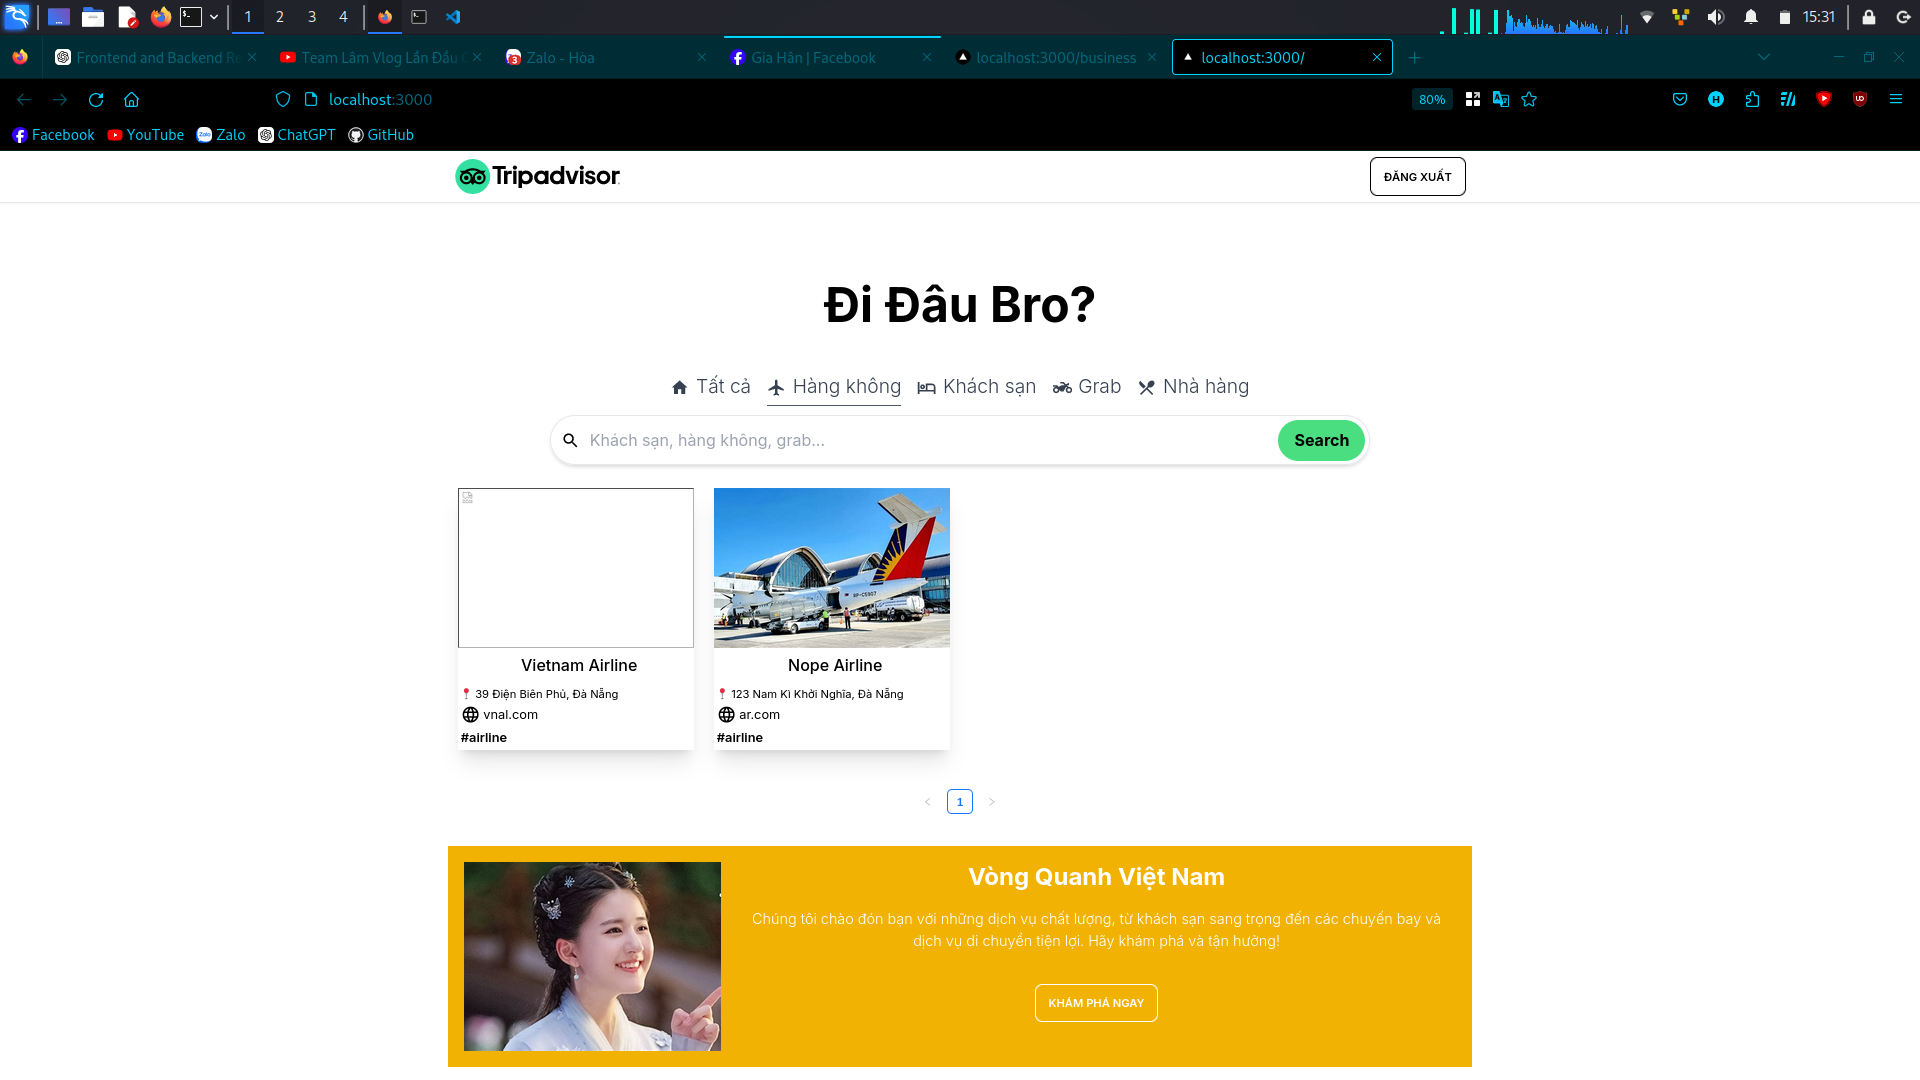 1 2 3 4 15:31
Frontend and Backend Re
Team Lâm Vlog Lần Đầu
Zalo - Hòa
Gia Hân | Facebook
localhost:3000/business
localhost:3000/
localhost:3000
80%
Facebook YouTube Zalo ChatGPT GitHub
Tripadvisor
ĐĂNG XUẤT
Đi Đâu Bro?
Tất cả Hàng không Khách sạn Grab Nhà hàng
Khách sạn, hàng không, grab...
Search
Vietnam Airline
39 Điện Biên Phủ, Đà Nẵng
vnal.com
#airline
Nope Airline
123 Nam Kì Khởi Nghĩa, Đà Nẵng
ar.com
#airline
1
Vòng Quanh Việt Nam
Chúng tôi chào đón bạn với những dịch vụ chất lượng, từ khách sạn sang trọng đến các chuyến bay và
dịch vụ di chuyển tiện lợi. Hãy khám phá và tận hưởng!
KHÁM PHÁ NGAY